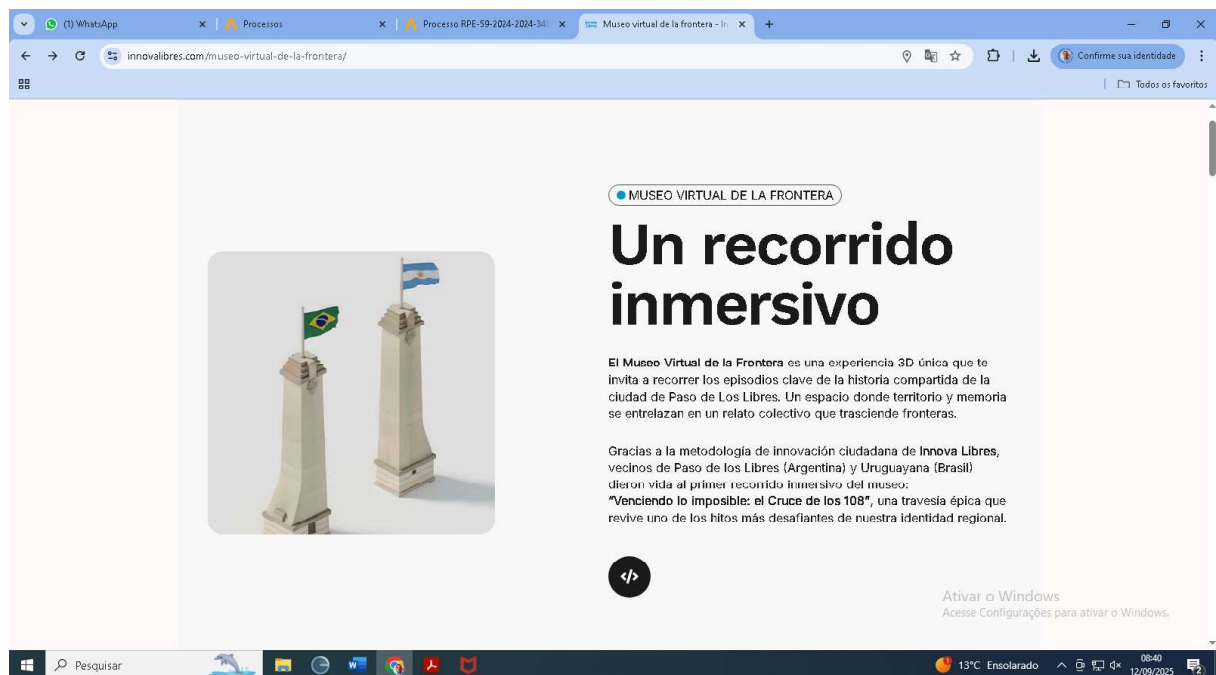 (1) WhatsApp
Processos
Processo RPE-59-2024-2024-34
Museo virtual de la frontera - In
innovalibres.com/museo-virtual-de-la-frontera/
Confirme sua identidade
Todos os favoritos
MUSEO VIRTUAL DE LA FRONTERA
Un recorrido
inmersivo
El Museo Virtual de la Frontera es una experiencia 3D única que te
invita a recorrer los episodios clave de la historia compartida de la
ciudad de Paso de Los Libres. Un espacio donde territorio y memoria
se entrelazan en un relato colectivo que trasciende fronteras.
Gracias a la metodología de innovación ciudadana de Innova Libres,
vecinos de Paso de los Libres (Argentina) y Uruguayana (Brasil)
dieron vida al primer recorrido inmersivo del museo:
"Venciendo lo imposible: el Cruce de los 108", una travesía épica que
revive uno de los hitos más desafiantes de nuestra identidad regional.
</>
Ativar o Windows
Acesse Configurações para ativar o Windows.
Pesquisar
13°C Ensolarado
08:40
12/09/2025